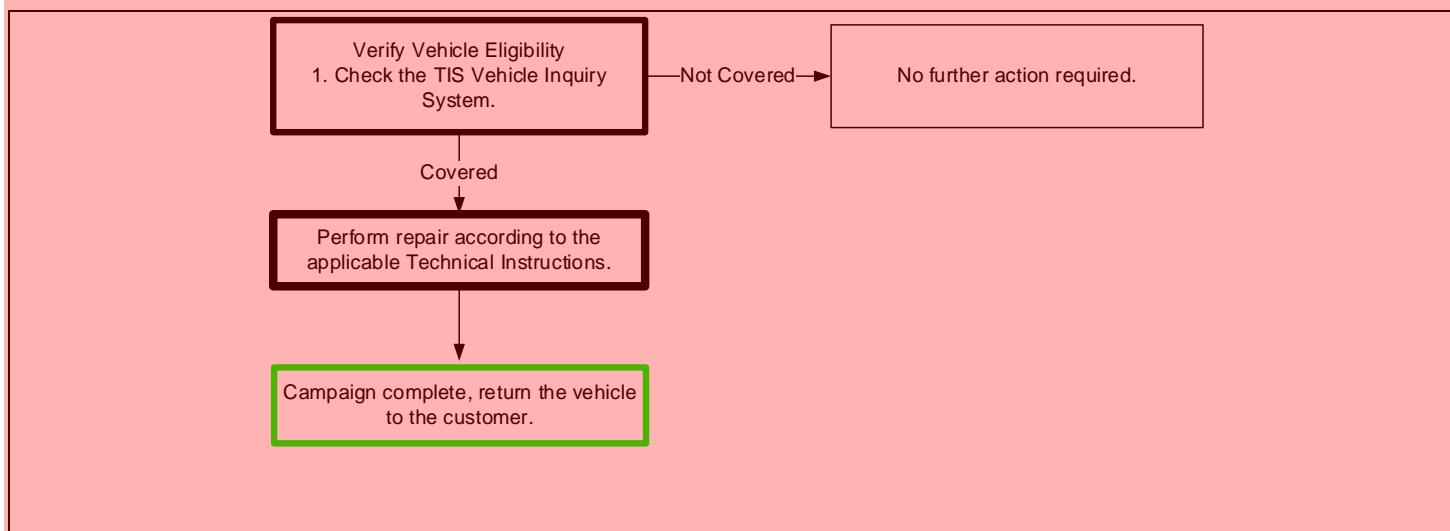 Verify Vehicle Eligibility
1. Check the TIS Vehicle Inquiry
System.
Not Covered
No further action required.
Covered
Perform repair according to the
applicable Technical Instructions.
Campaign complete, return the vehicle
to the customer.